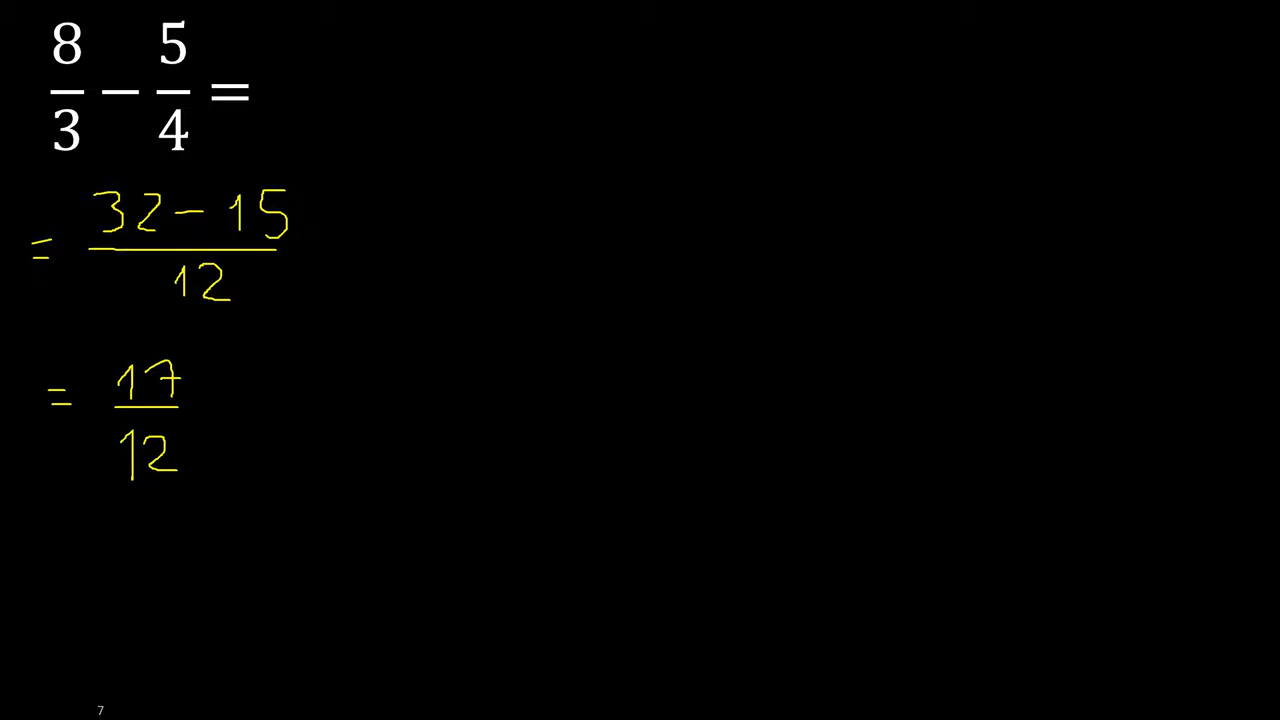 8/3 − 5/4 =
= (32 − 15)/12
= 17/12
7